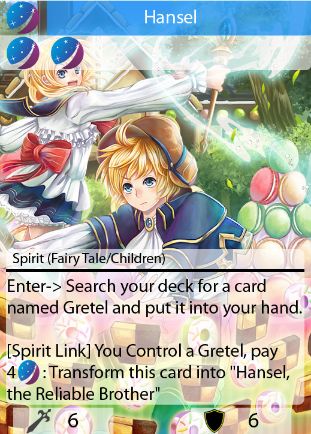 Hansel
Spirit (Fairy Tale/Children)
Enter-> Search your deck for a card
named Gretel and put it into your hand.
[Spirit Link] You Control a Gretel, pay
4 : Transform this card into "Hansel,
the Reliable Brother"
6 6